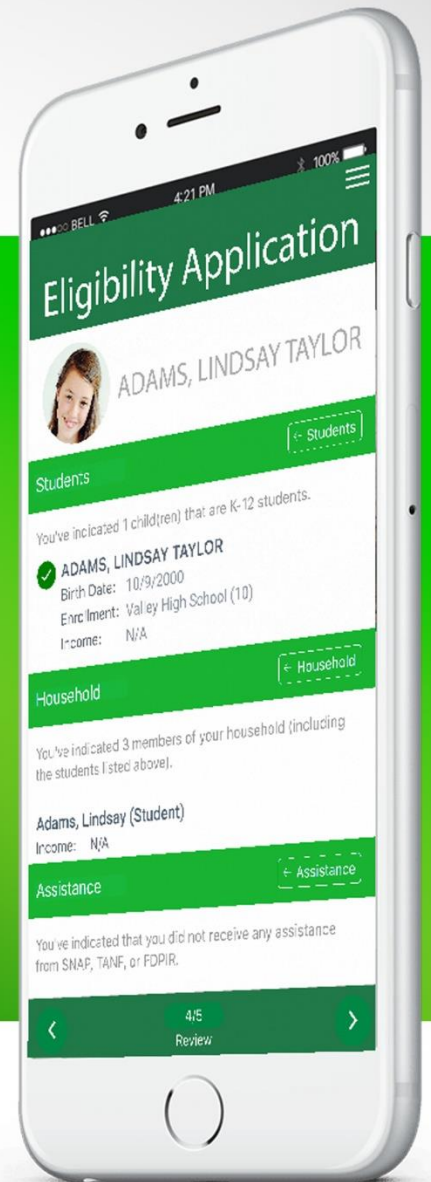 BELL 4:21 PM 100%
Eligibility Application
ADAMS, LINDSAY TAYLOR
Students ← Students
You've indicated 1 child(ren) that are K-12 students.
ADAMS, LINDSAY TAYLOR
Birth Date: 10/9/2000
Enrollment: Valley High School (10)
Income: N/A
Household ← Household
You've indicated 3 members of your household (including
the students listed above).
Adams, Lindsay (Student)
Income: N/A
Assistance ← Assistance
You've indicated that you did not receive any assistance
from SNAP, TANF, or FDPIR.
< 4/5 >
Review